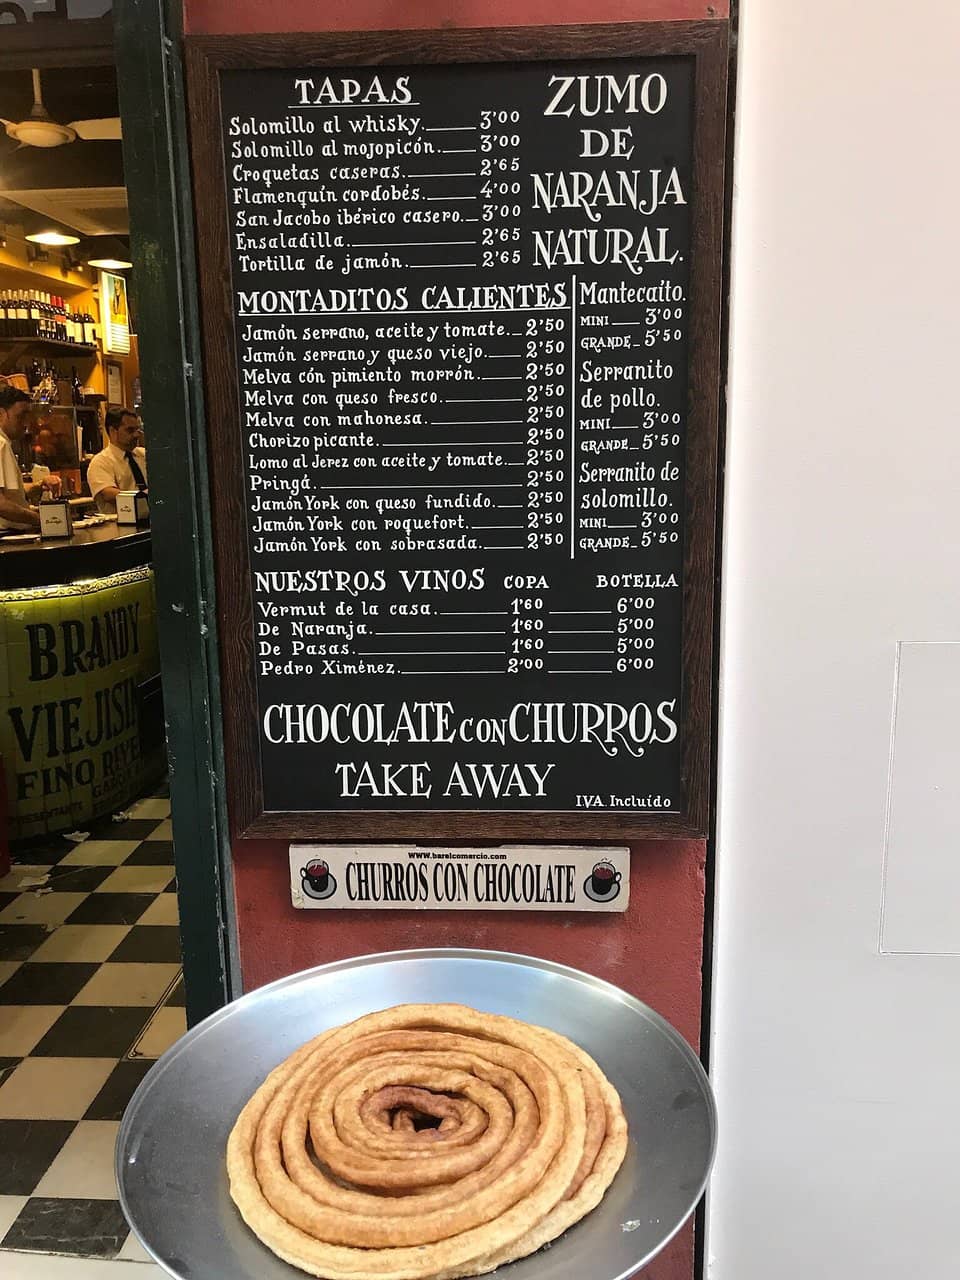 TAPAS
Solomillo al whisky. 3'00
Solomillo al mojopicón. 3'00
Croquetas caseras. 2'65
Flamenquín cordobés. 4'00
San Jacobo ibérico casero. 3'00
Ensaladilla. 2'65
Tortilla de jamón. 2'65
ZUMO
DE
NARANJA
NATURAL.
MONTADITOS CALIENTES
Jamón serrano, aceite y tomate. 2'50
Jamón serrano y queso viejo. 2'50
Melva cón pimiento morrón. 2'50
Melva con queso fresco. 2'50
Melva con mahonesa. 2'50
Chorizo picante. 2'50
Lomo al Jerez con aceite y tomate. 2'50
Pringá. 2'50
Jamón York con queso fundido. 2'50
Jamón York con roquefort. 2'50
Jamón York con sobrasada. 2'50
Mantecaíto.
MINI 3'00
GRANDE 5'50
Serranito
de pollo.
MINI 3'00
GRANDE 5'50
Serranito de
solomillo.
MINI 3'00
GRANDE 5'50
NUESTROS VINOS COPA BOTELLA
Vermut de la casa. 1'60 6'00
De Naranja. 1'60 5'00
De Pasas. 1'60 5'00
Pedro Ximénez. 2'00 6'00
CHOCOLATE CON CHURROS
TAKE AWAY
I.V.A. Incluído
www.barelcomercio.com
CHURROS CON CHOCOLATE
BRANDY
FINO